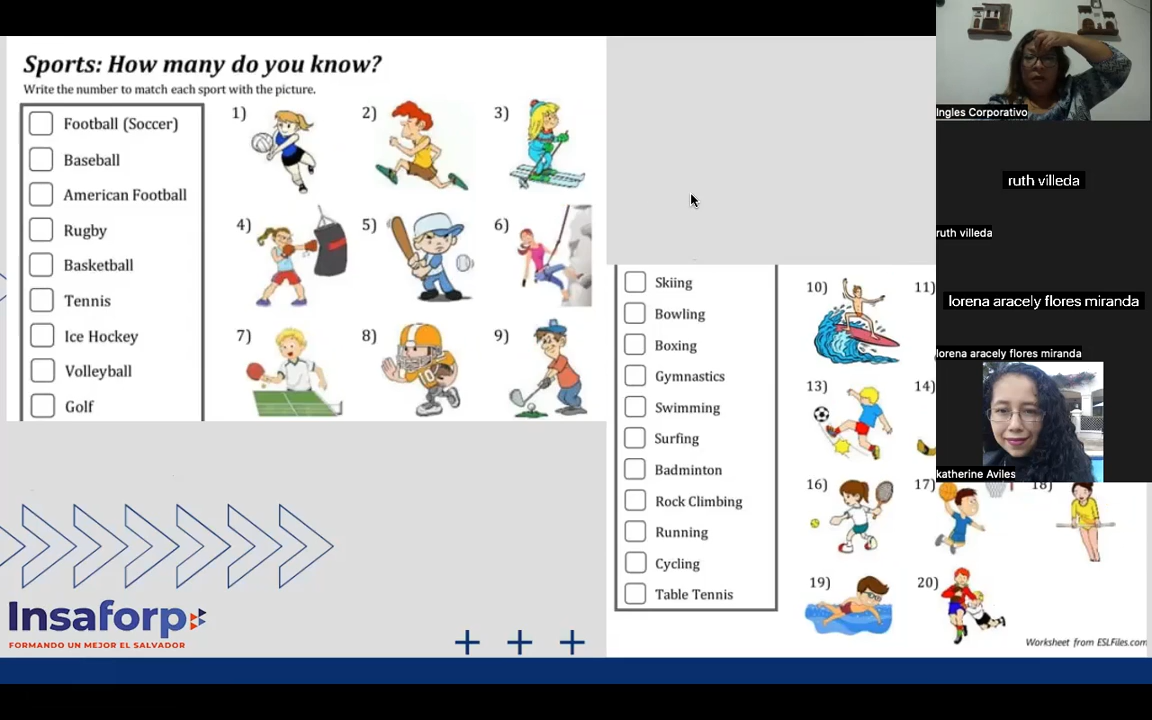 Sports: How many do you know?
Write the number to match each sport with the picture.
Football (Soccer)
Baseball
American Football
Rugby
Basketball
Tennis
Ice Hockey
Volleyball
Golf
1)
2)
3)
4)
5)
6)
7)
8)
9)
10
Skiing
Bowling
Boxing
Gymnastics
Swimming
Surfing
Badminton
Rock Climbing
Running
Cycling
Table Tennis
10)
11)
13)
14)
16)
17)
18)
19)
20)
Worksheet from ESLFiles.com
Insaforp
FORMANDO UN MEJOR EL SALVADOR
Ingles Corporativo
ruth villeda
ruth villeda
lorena aracely flores miranda
lorena aracely flores miranda
katherine Aviles